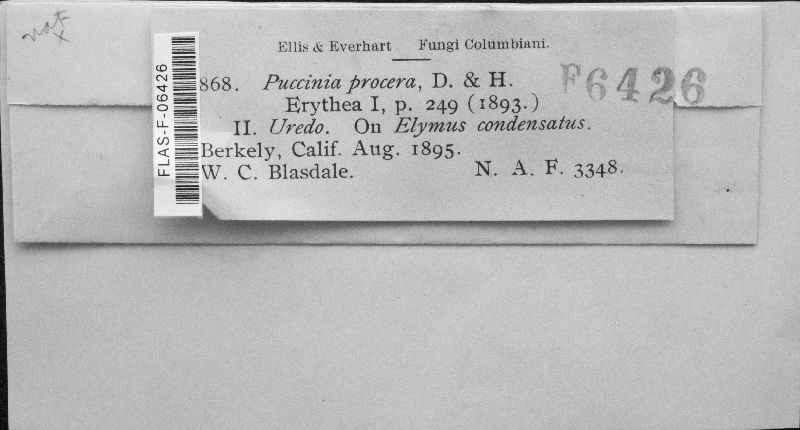 Ellis & Everhart Fungi Columbiani.
868. Puccinia procera, D. & H.
F6426
Erythea I, p. 249 (1893.)
II. Uredo. On Elymus condensatus.
Berkely, Calif. Aug. 1895.
W. C. Blasdale. N. A. F. 3348.
FLAS-F-06426